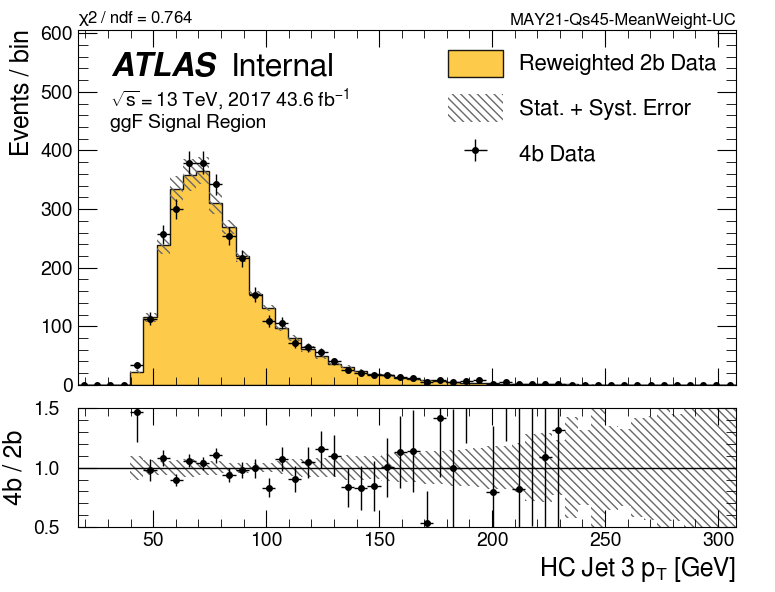 χ2 / ndf = 0.764
MAY21-Qs45-MeanWeight-UC
Events / bin
600
500
400
300
200
100
0
ATLAS Internal
√s = 13 TeV, 2017 43.6 fb⁻¹
ggF Signal Region
Reweighted 2b Data
Stat. + Syst. Error
4b Data
4b / 2b
1.5
1.0
0.5
50 100 150 200 250 300
HC Jet 3 p_T [GeV]